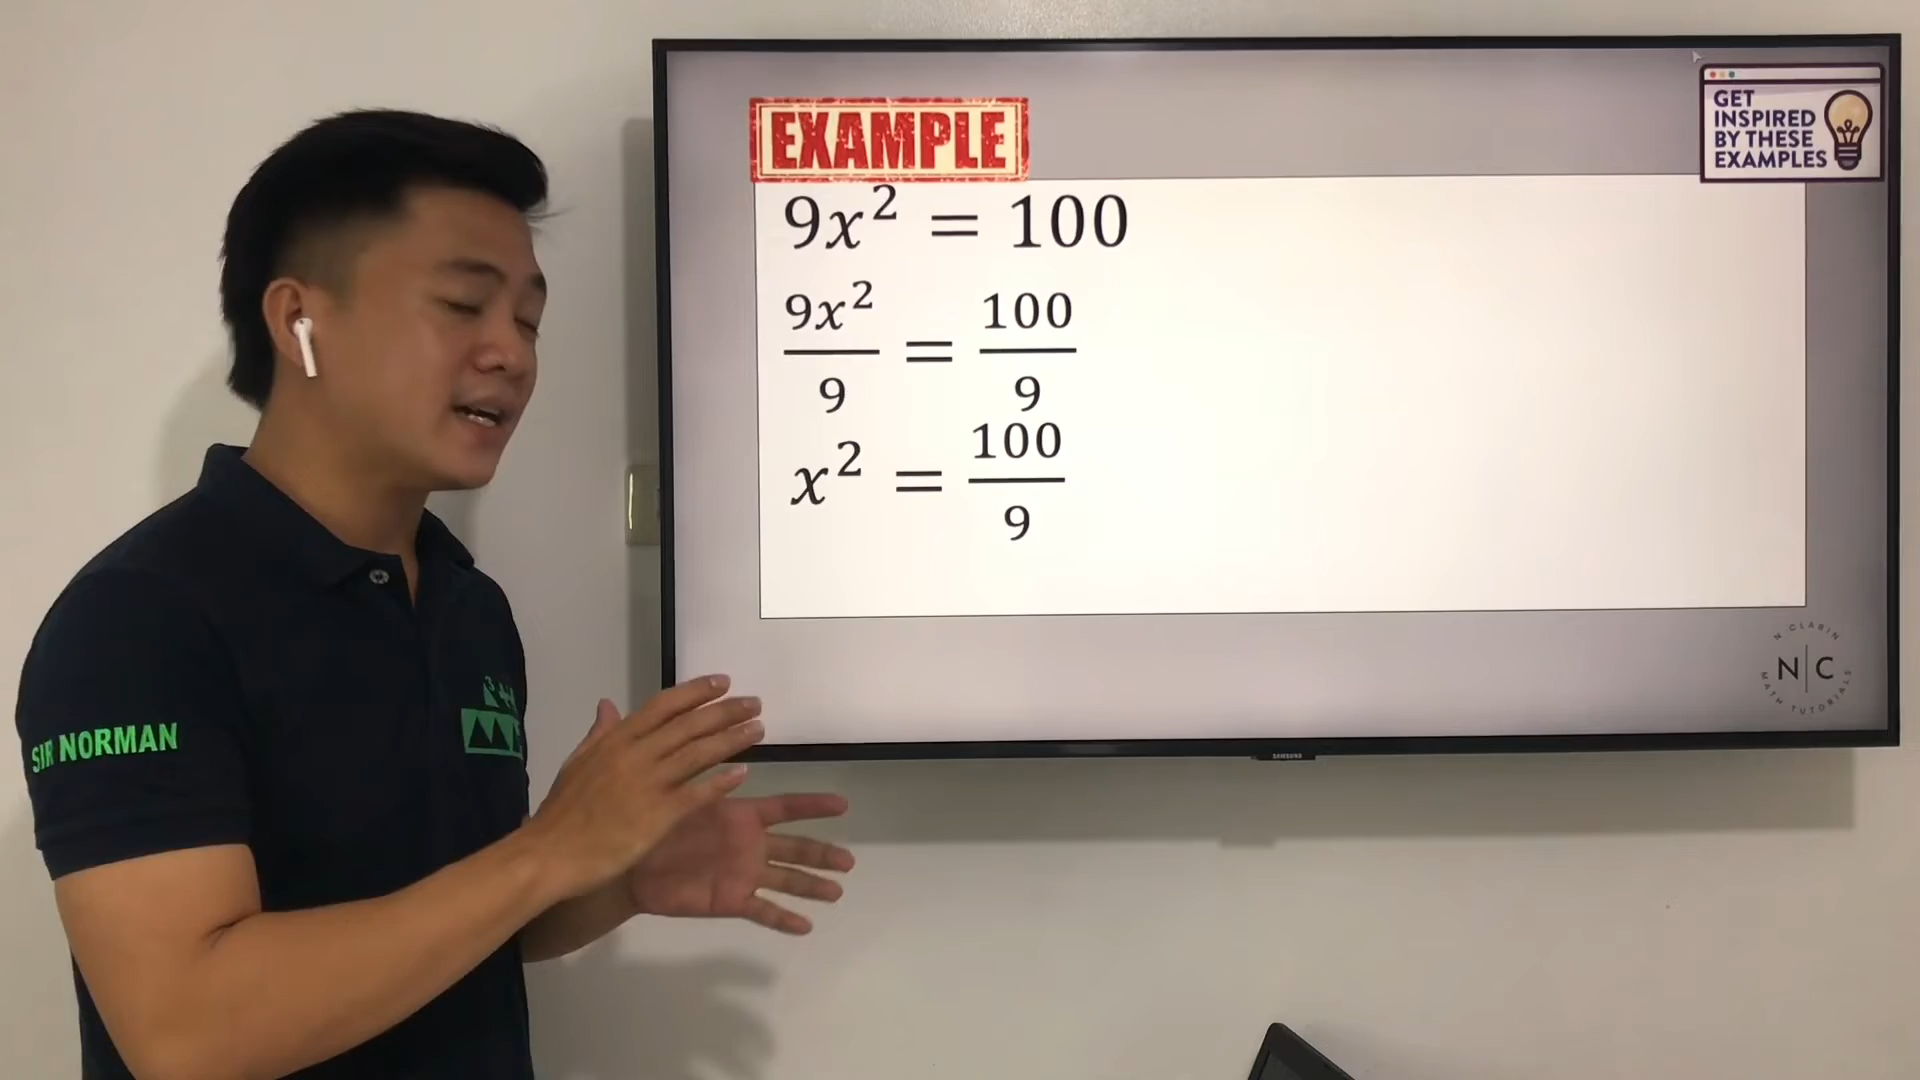 EXAMPLE
GET
INSPIRED
BY THESE
EXAMPLES
9x² = 100
9x²/9 = 100/9
x² = 100/9
N CLARIN
N|C
MATH TUTORIALS
SAMSUNG
SIR NORMAN